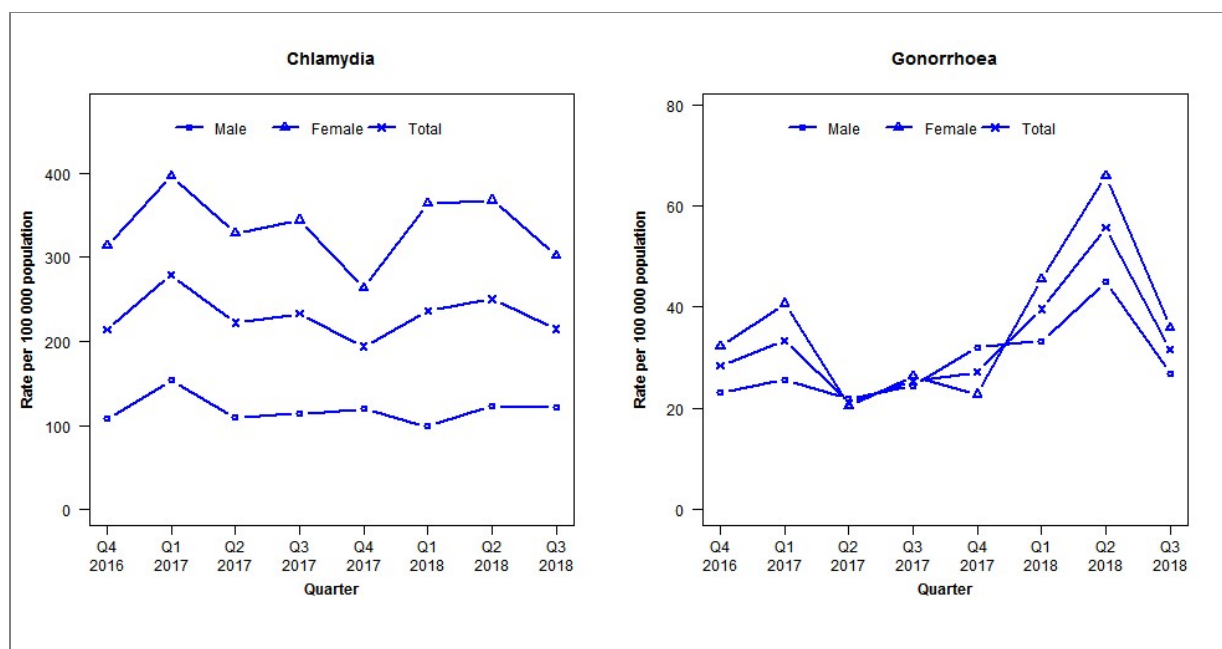 Chlamydia
Male Female Total
400
300
200
100
0
Rate per 100 000 population
Q4 Q1 Q2 Q3 Q4 Q1 Q2 Q3
2016 2017 2017 2017 2017 2018 2018 2018
Quarter
Gonorrhoea
Male Female Total
80
60
40
20
0
Rate per 100 000 population
Q4 Q1 Q2 Q3 Q4 Q1 Q2 Q3
2016 2017 2017 2017 2017 2018 2018 2018
Quarter